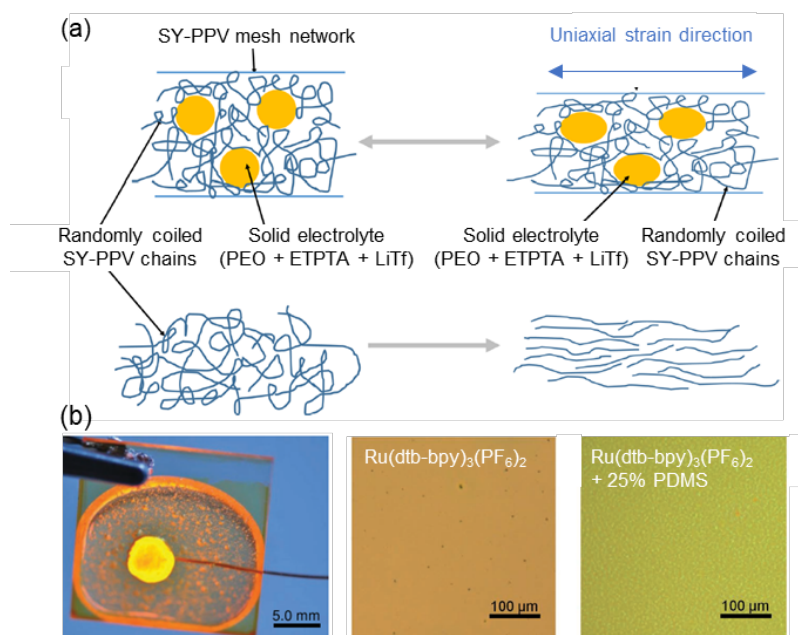 (a)
SY-PPV mesh network
Uniaxial strain direction
Randomly coiled
SY-PPV chains
Solid electrolyte
(PEO + ETPTA + LiTf)
Solid electrolyte
(PEO + ETPTA + LiTf)
Randomly coiled
SY-PPV chains
(b)
5.0 mm
Ru(dtb-bpy)₃(PF₆)₂
100 µm
Ru(dtb-bpy)₃(PF₆)₂
+ 25% PDMS
100 µm